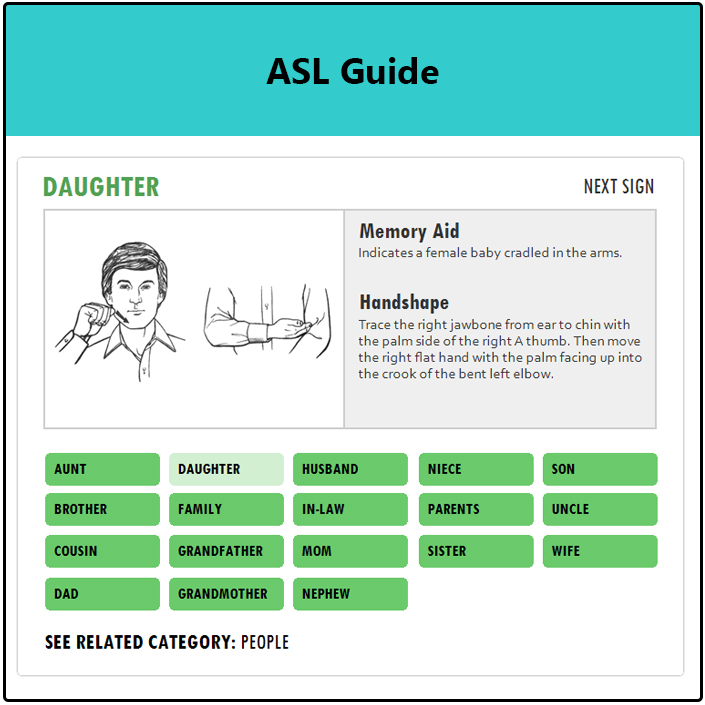 ASL Guide
DAUGHTER
NEXT SIGN
Memory Aid
Indicates a female baby cradled in the arms.
Handshape
Trace the right jawbone from ear to chin with
the palm side of the right A thumb. Then move
the right flat hand with the palm facing up into
the crook of the bent left elbow.
AUNT DAUGHTER HUSBAND NIECE SON
BROTHER FAMILY IN-LAW PARENTS UNCLE
COUSIN GRANDFATHER MOM SISTER WIFE
DAD GRANDMOTHER NEPHEW
SEE RELATED CATEGORY: PEOPLE